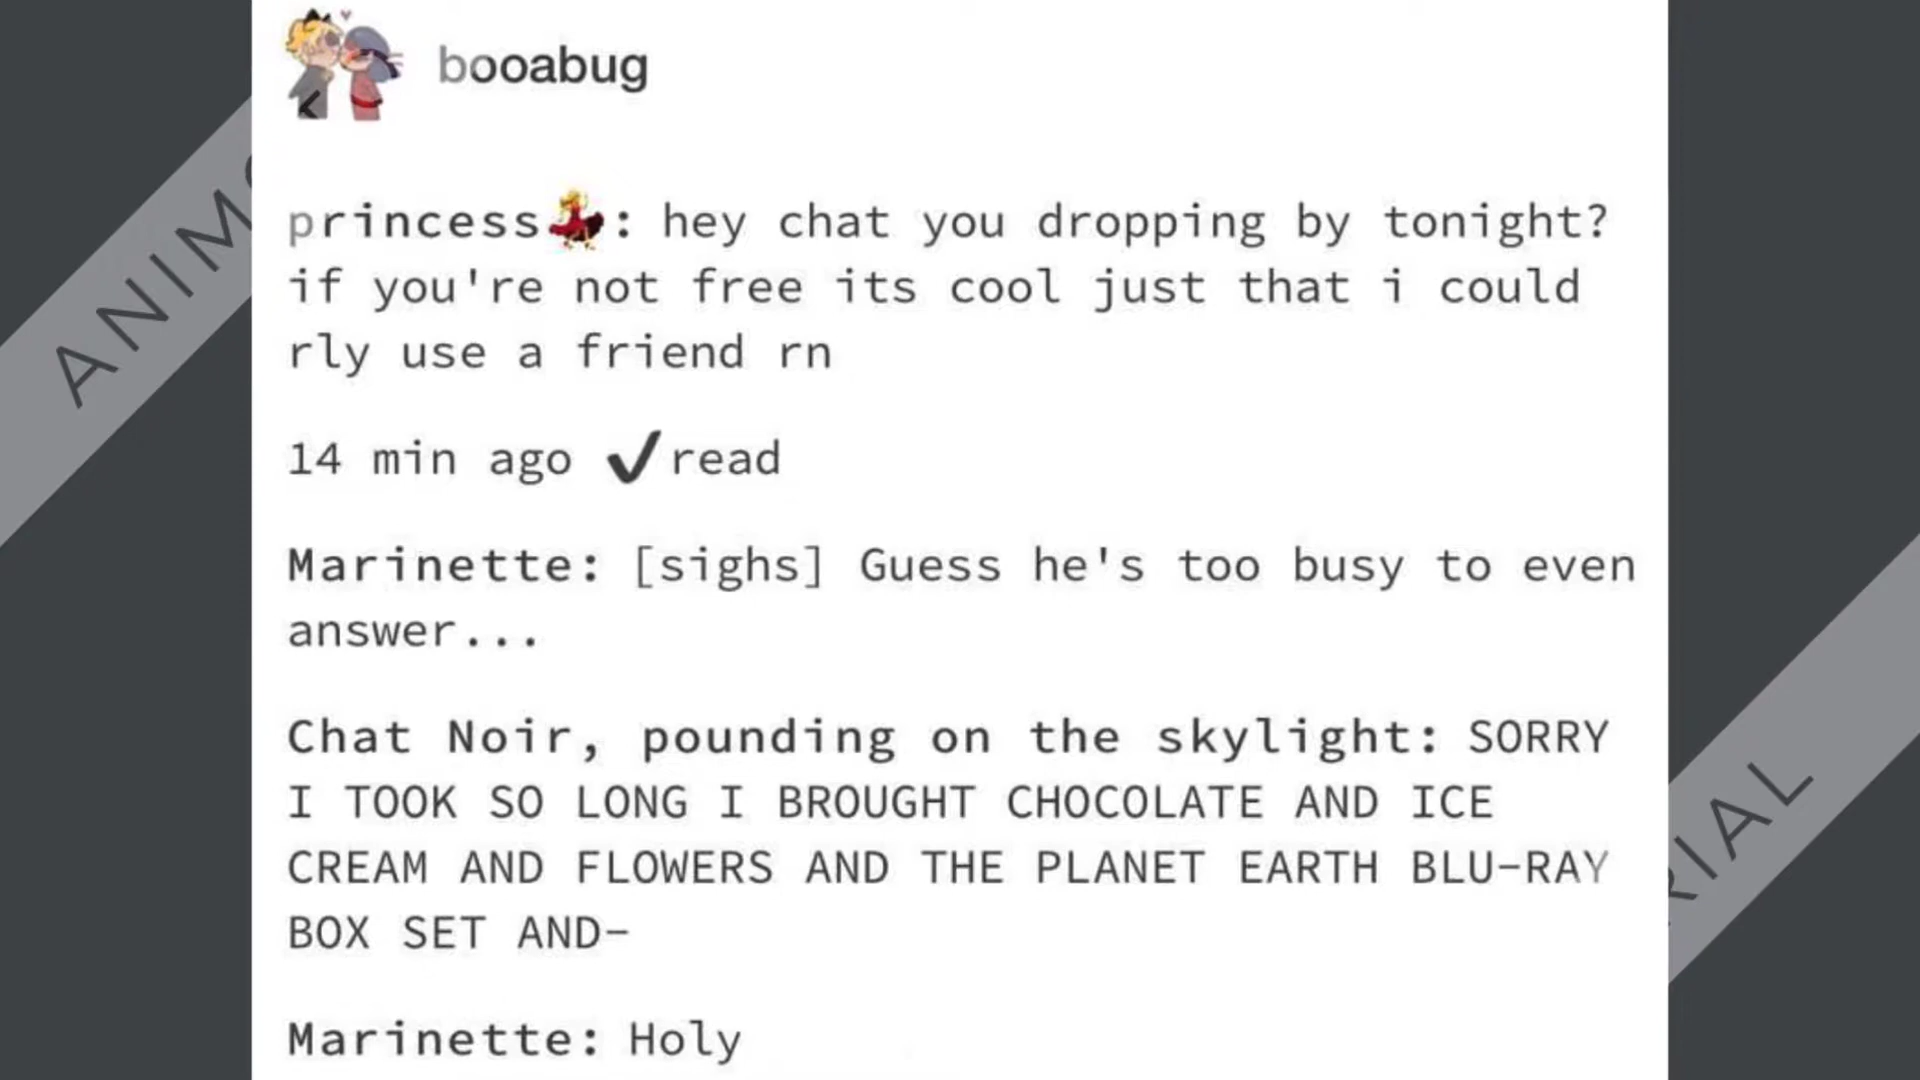 booabug
princess💃: hey chat you dropping by tonight?
if you're not free its cool just that i could
rly use a friend rn
14 min ago ✔read
Marinette: [sighs] Guess he's too busy to even
answer...
Chat Noir, pounding on the skylight: SORRY
I TOOK SO LONG I BROUGHT CHOCOLATE AND ICE
CREAM AND FLOWERS AND THE PLANET EARTH BLU-RAY
BOX SET AND-
Marinette: Holy
ANIM
RIAL